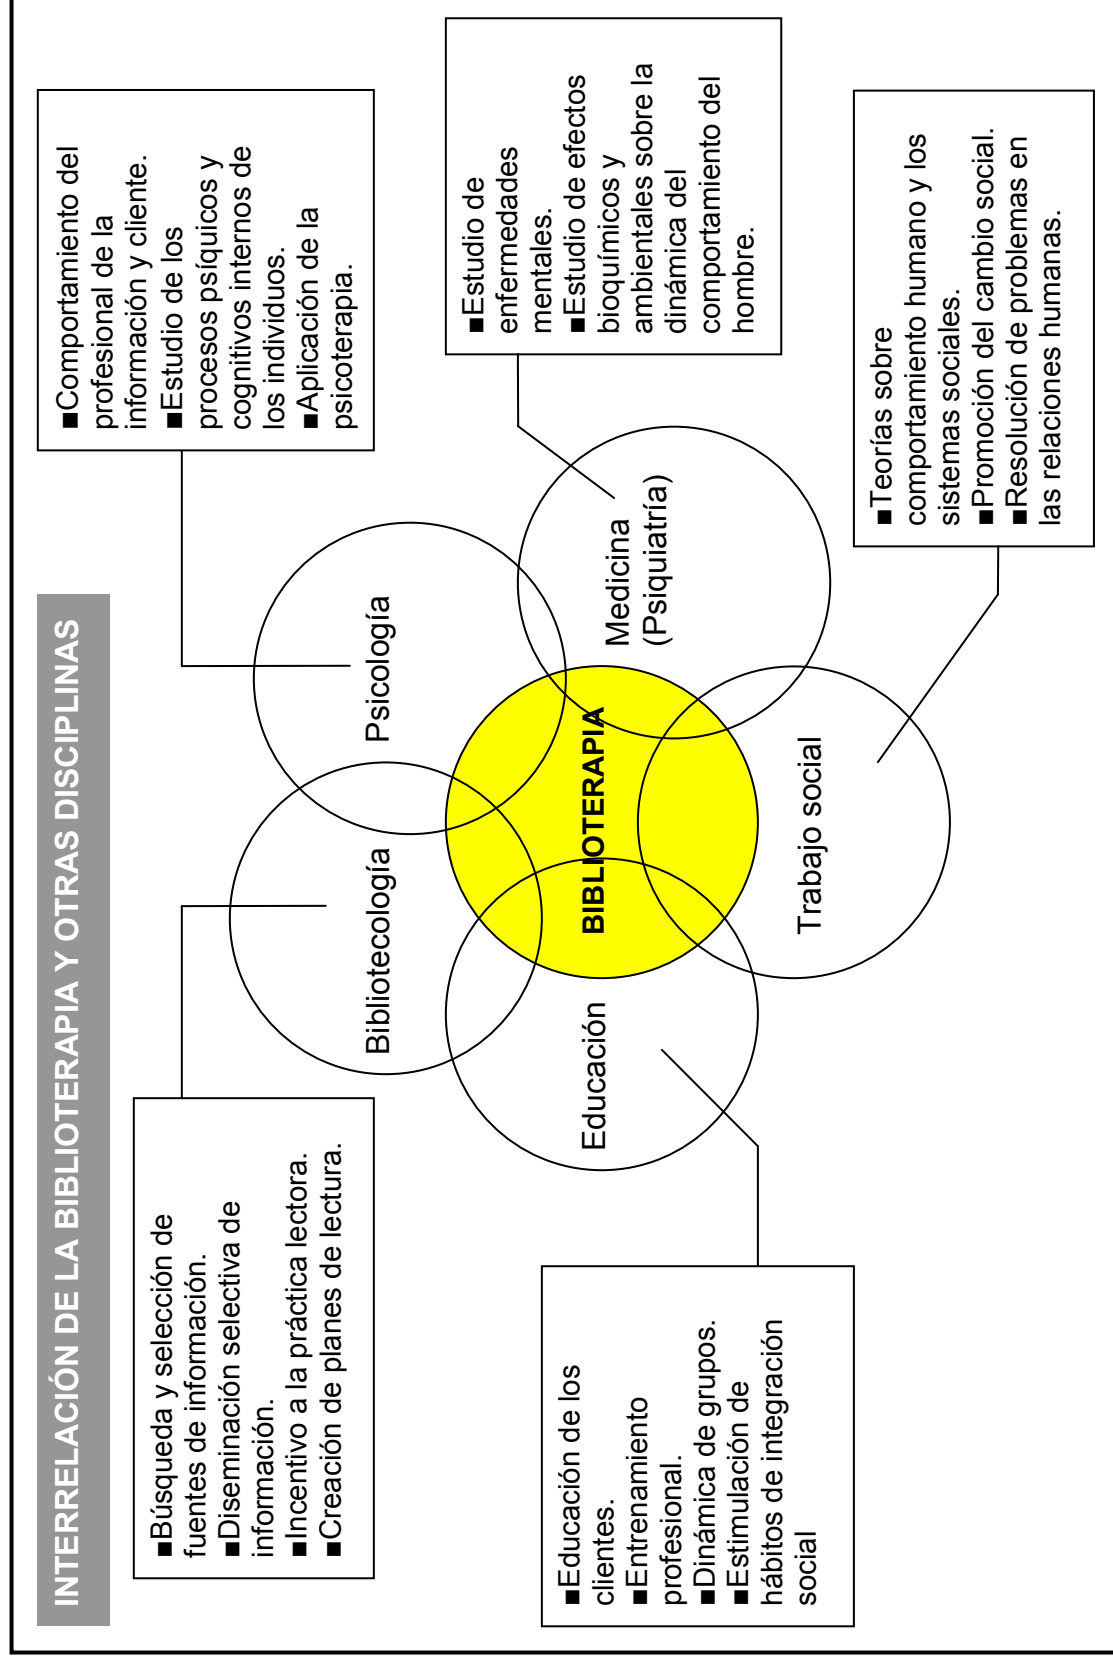 INTERRELACIÓN DE LA BIBLIOTERAPIA Y OTRAS DISCIPLINAS
■Búsqueda y selección de
fuentes de información.
■Diseminación selectiva de
información.
■Incentivo a la práctica lectora.
■Creación de planes de lectura.
■Comportamiento del
profesional de la
información y cliente.
■Estudio de los
procesos psíquicos y
cognitivos internos de
los individuos.
■Aplicación de la
psicoterapia.
Bibliotecología
Psicología
■Educación de los
clientes.
■Entrenamiento
profesional.
■Dinámica de grupos.
■Estimulación de
hábitos de integración
social
Educación
BIBLIOTERAPIA
Medicina
(Psiquiatría)
■Estudio de
enfermedades
mentales.
■Estudio de efectos
bioquímicos y
ambientales sobre la
dinámica del
comportamiento del
hombre.
Trabajo social
■Teorías sobre
comportamiento humano y los
sistemas sociales.
■Promoción del cambio social.
■Resolución de problemas en
las relaciones humanas.